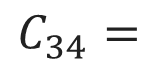 C₃₄ =